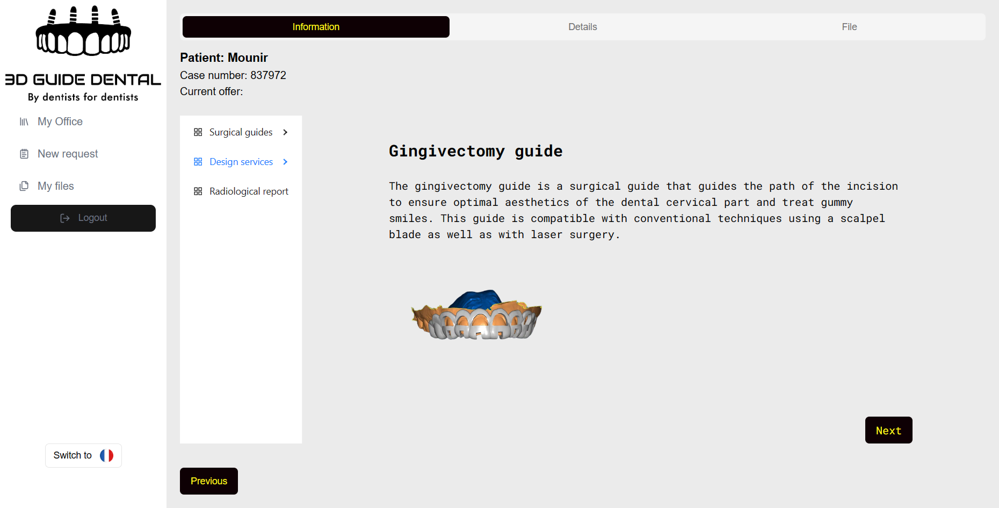 3D GUIDE DENTAL
By dentists for dentists
My Office
New request
My files
Logout
Switch to
Information
Details
File
Patient: Mounir
Case number: 837972
Current offer:
Surgical guides
Design services
Radiological report
Gingivectomy guide
The gingivectomy guide is a surgical guide that guides the path of the incision
to ensure optimal aesthetics of the dental cervical part and treat gummy
smiles. This guide is compatible with conventional techniques using a scalpel
blade as well as with laser surgery.
Next
Previous